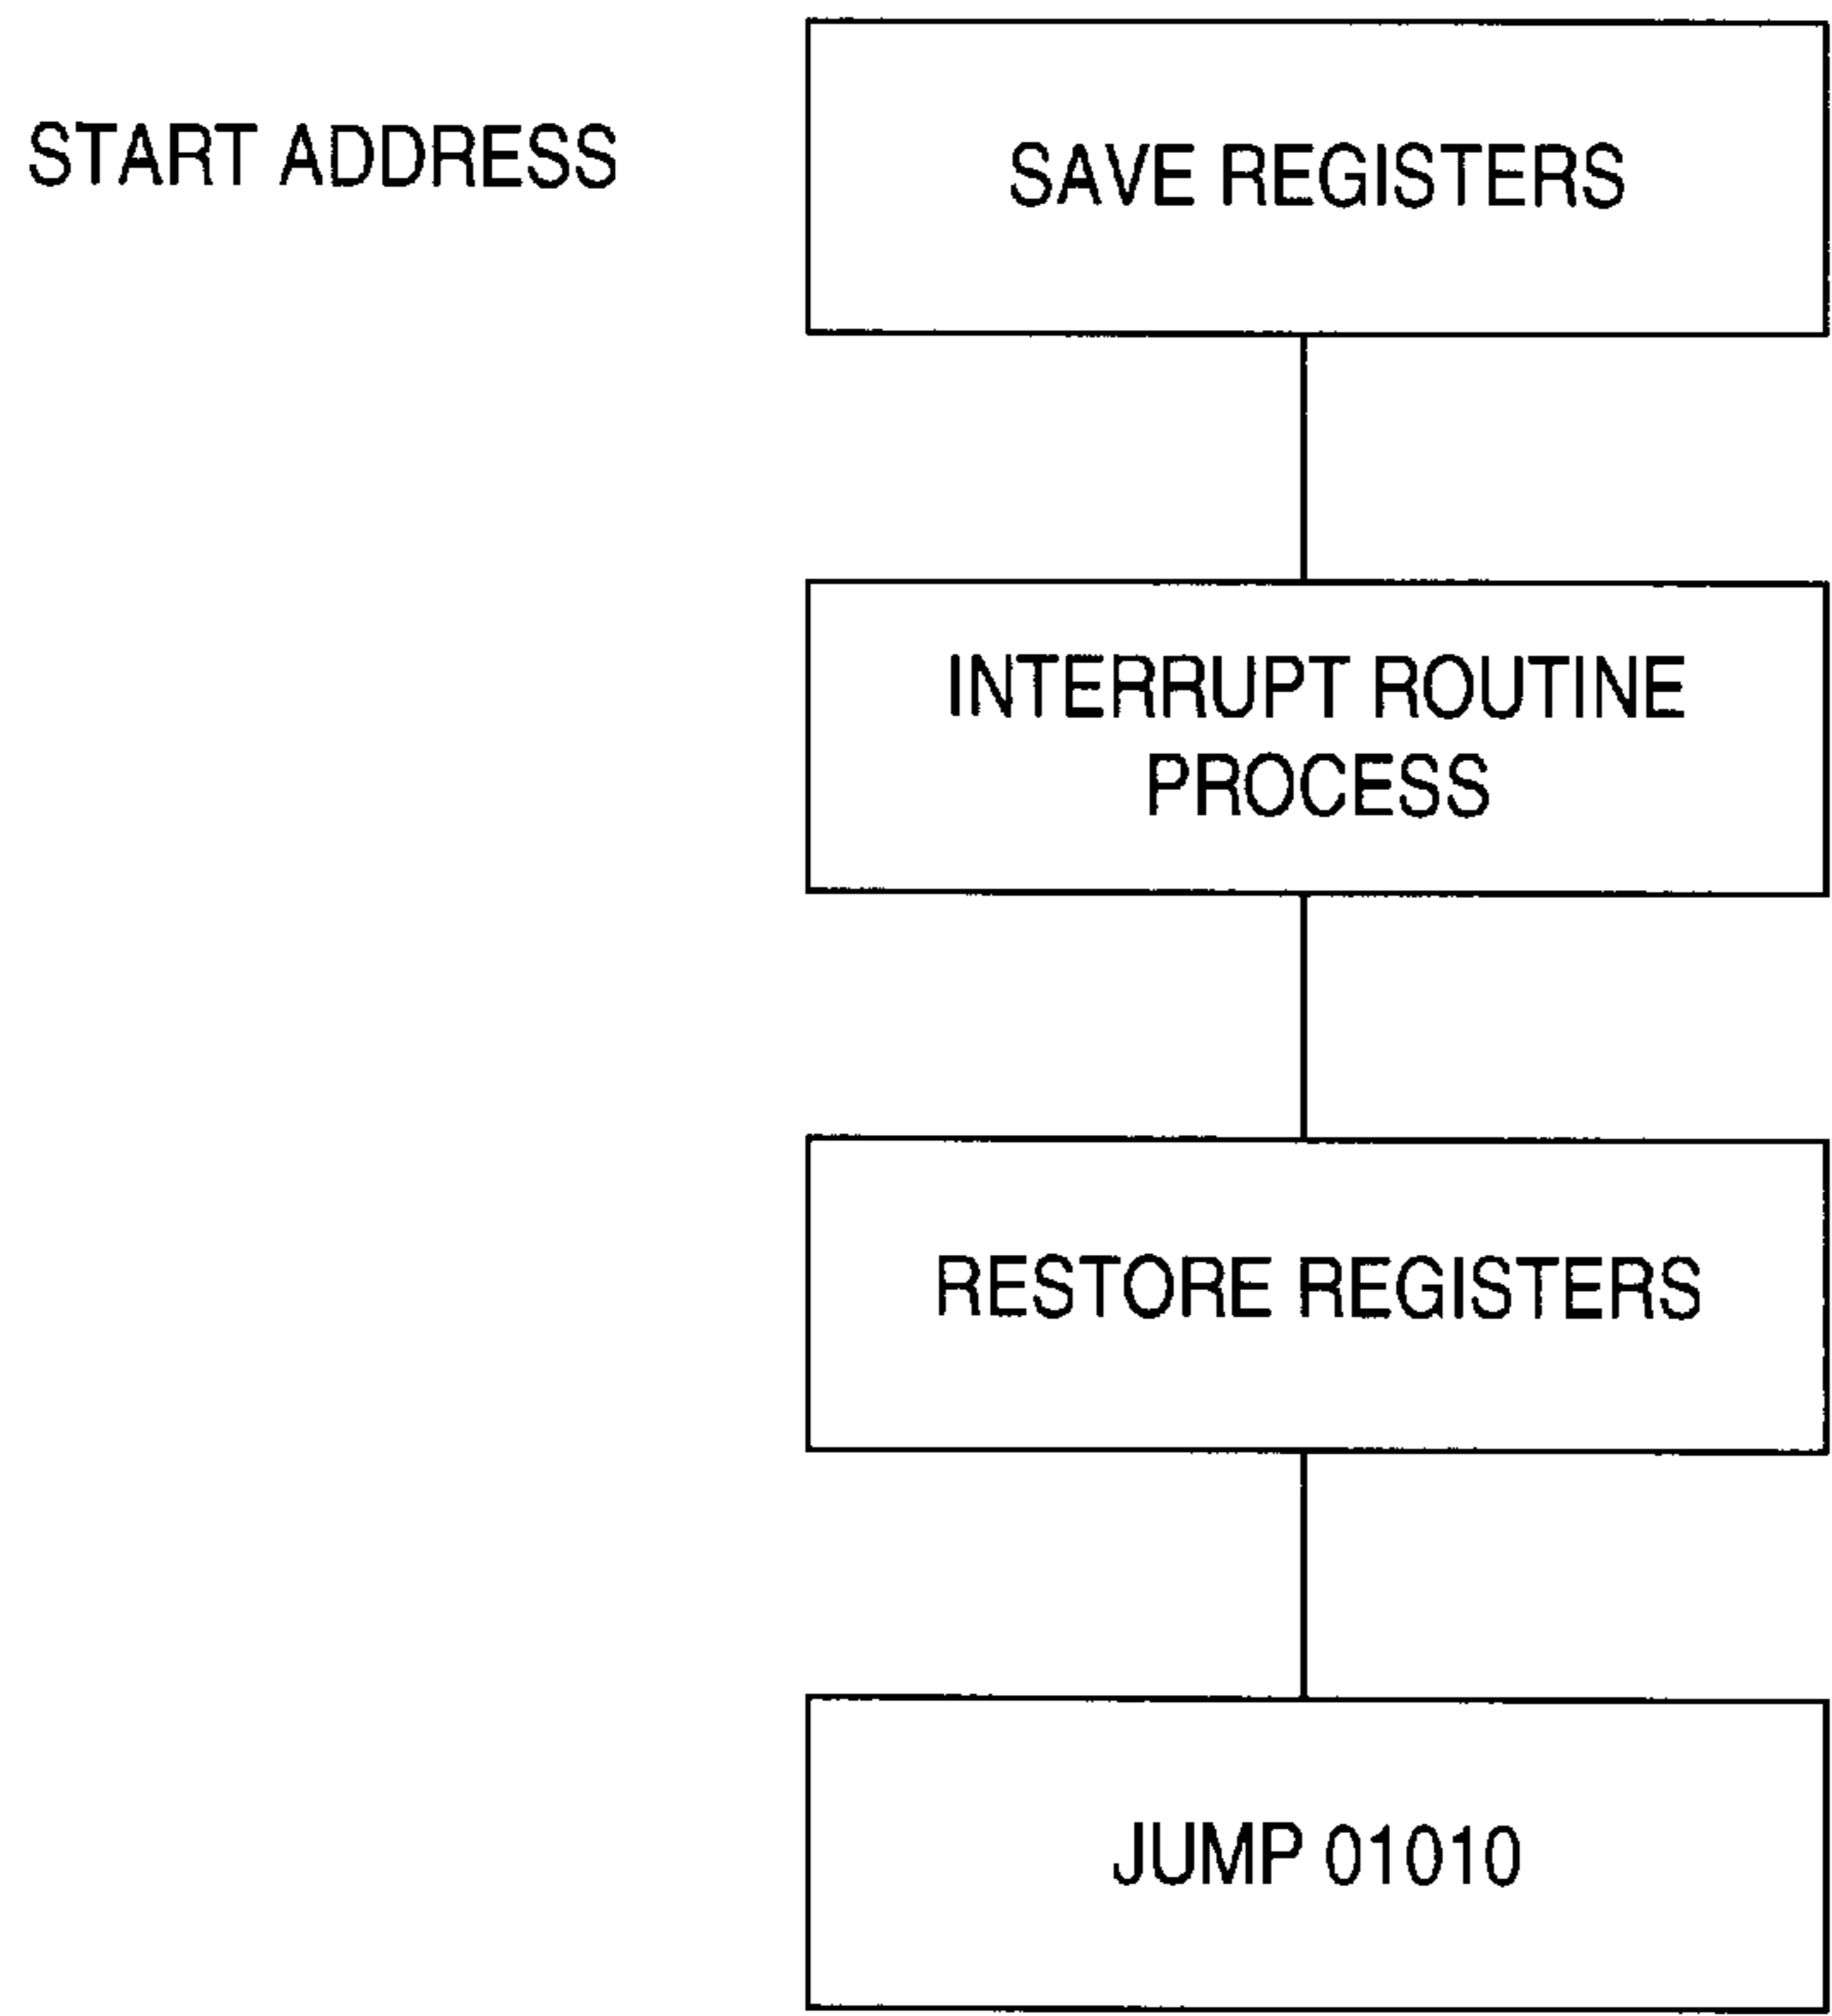 START ADDRESS
SAVE REGISTERS
INTERRUPT ROUTINE
PROCESS
RESTORE REGISTERS
JUMP 01010